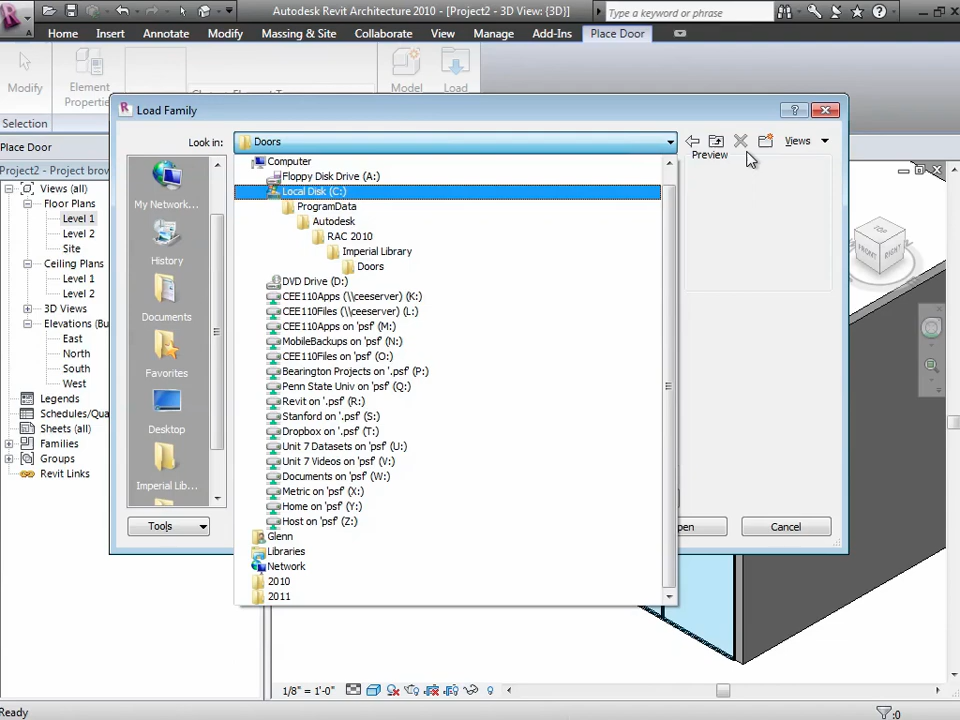 Autodesk Revit Architecture 2010 - [Project2 - 3D View: {3D}]
Type a keyword or phrase
Home Insert Annotate Modify Massing & Site Collaborate View Manage Add-Ins Place Door
Modify
Element Properties
Model
Load
Selection
Place Door
Project2 - Project brow
Views (all)
Floor Plans
Level 1
Level 2
Site
Ceiling Plans
Level 1
Level 2
3D Views
Elevations (Bu
East
North
South
West
Legends
Schedules/Qua
Sheets (all)
Families
Groups
Revit Links
Load Family
Look in:
Doors
Views
Preview
My Network...
History
Documents
Favorites
Desktop
Imperial Lib...
Tools
Computer
Floppy Disk Drive (A:)
Local Disk (C:)
ProgramData
Autodesk
RAC 2010
Imperial Library
Doors
DVD Drive (D:)
CEE110Apps (\\ceeserver) (K:)
CEE110Files (\\ceeserver) (L:)
CEE110Apps on 'psf' (M:)
MobileBackups on 'psf' (N:)
CEE110Files on 'psf' (O:)
Bearington Projects on '.psf' (P:)
Penn State Univ on 'psf' (Q:)
Revit on '.psf' (R:)
Stanford on '.psf' (S:)
Dropbox on '.psf' (T:)
Unit 7 Datasets on 'psf' (U:)
Unit 7 Videos on 'psf' (V:)
Documents on 'psf' (W:)
Metric on 'psf' (X:)
Home on 'psf' (Y:)
Host on 'psf' (Z:)
Glenn
Libraries
Network
2010
2011
pen
Cancel
TOP
FRONT
RIGHT
1/8" = 1'-0"
Ready
:0